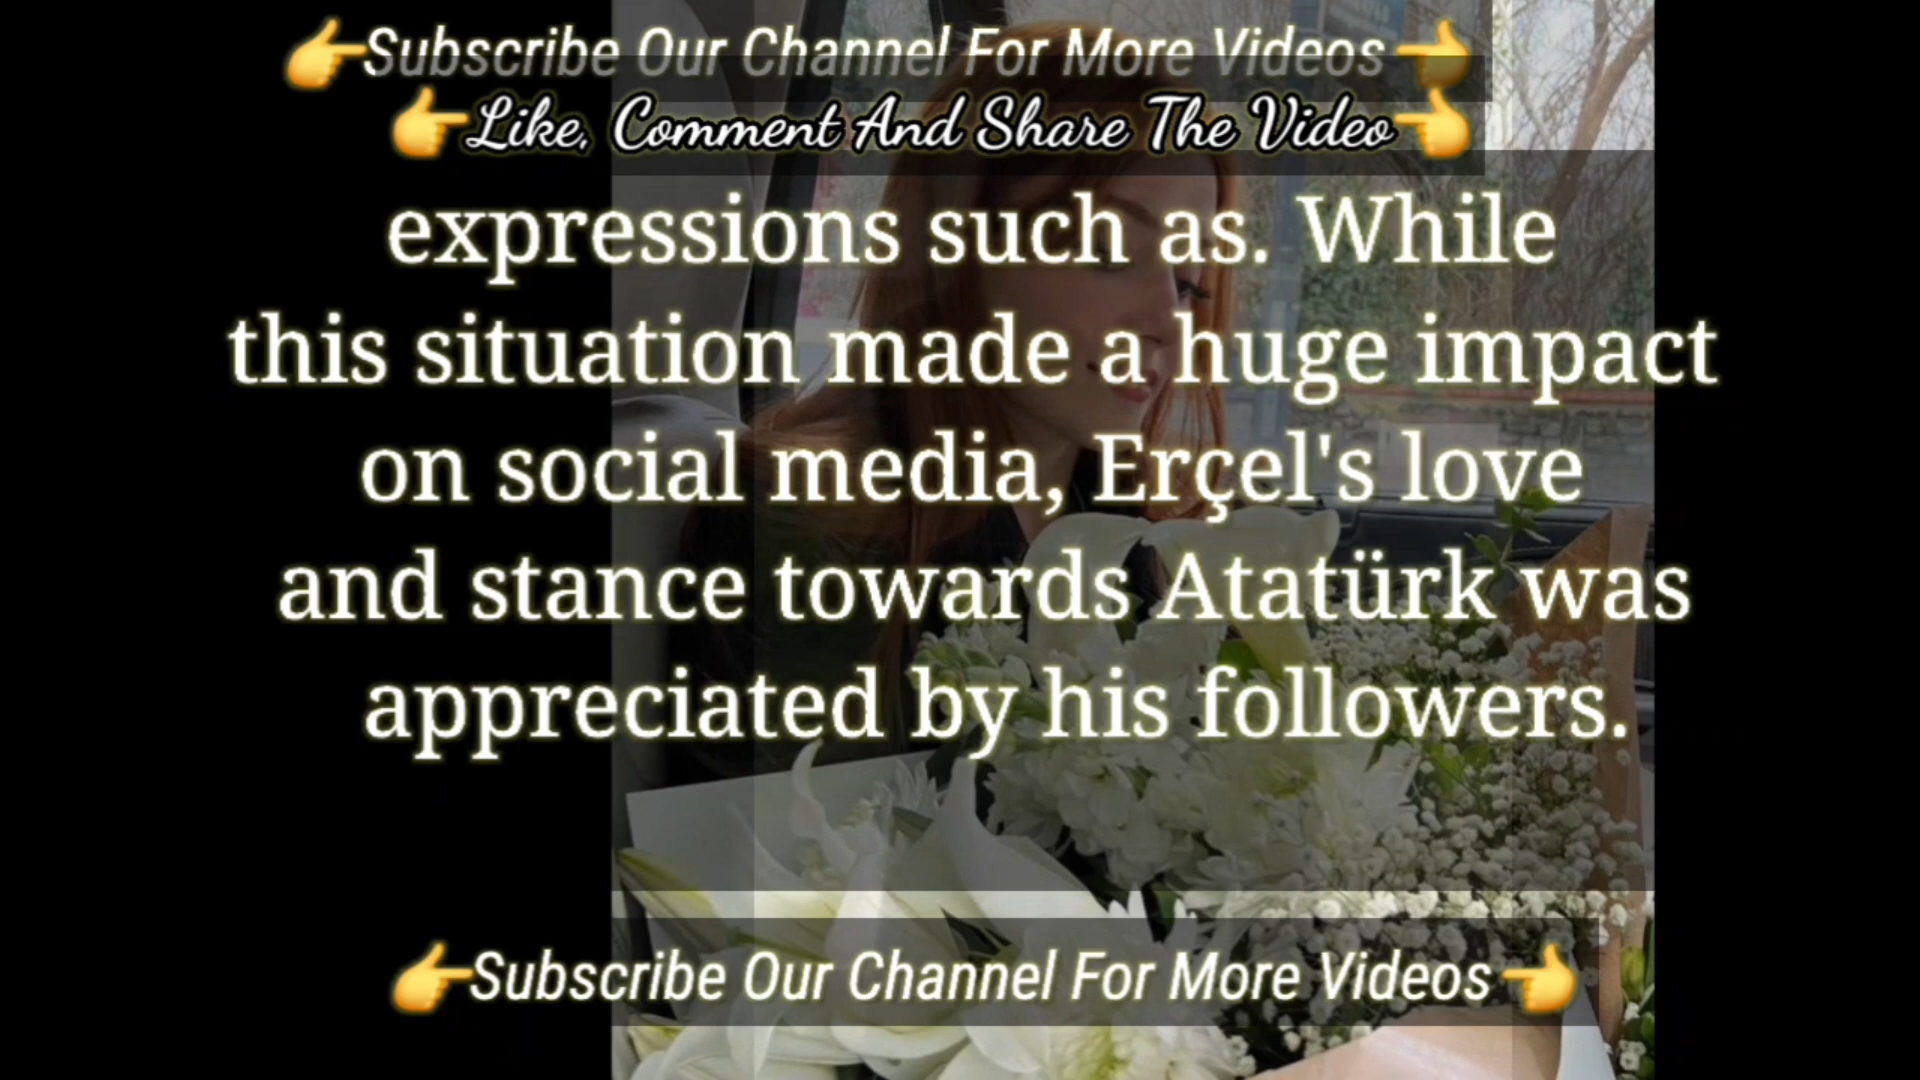 👉Subscribe Our Channel For More Videos👈
👉Like, Comment And Share The Video👈
expressions such as. While
this situation made a huge impact
on social media, Erçel's love
and stance towards Atatürk was
appreciated by his followers.
👉Subscribe Our Channel For More Videos👈